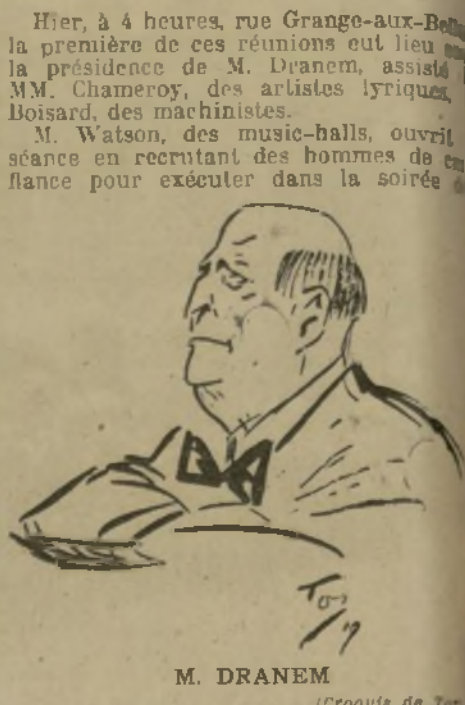 Hier, à 4 heures, rue Grange-aux-
la première de ces réunions eut lieu
la présidence de M. Dranem, assisté
MM. Chameroy, des artistes lyriques,
Boisard, des machinistes.
M. Watson, des music-halls, ouvrit
séance en recrutant des hommes de
fiance pour exécuter dans la soirée
M. DRANEM
(Croquis de